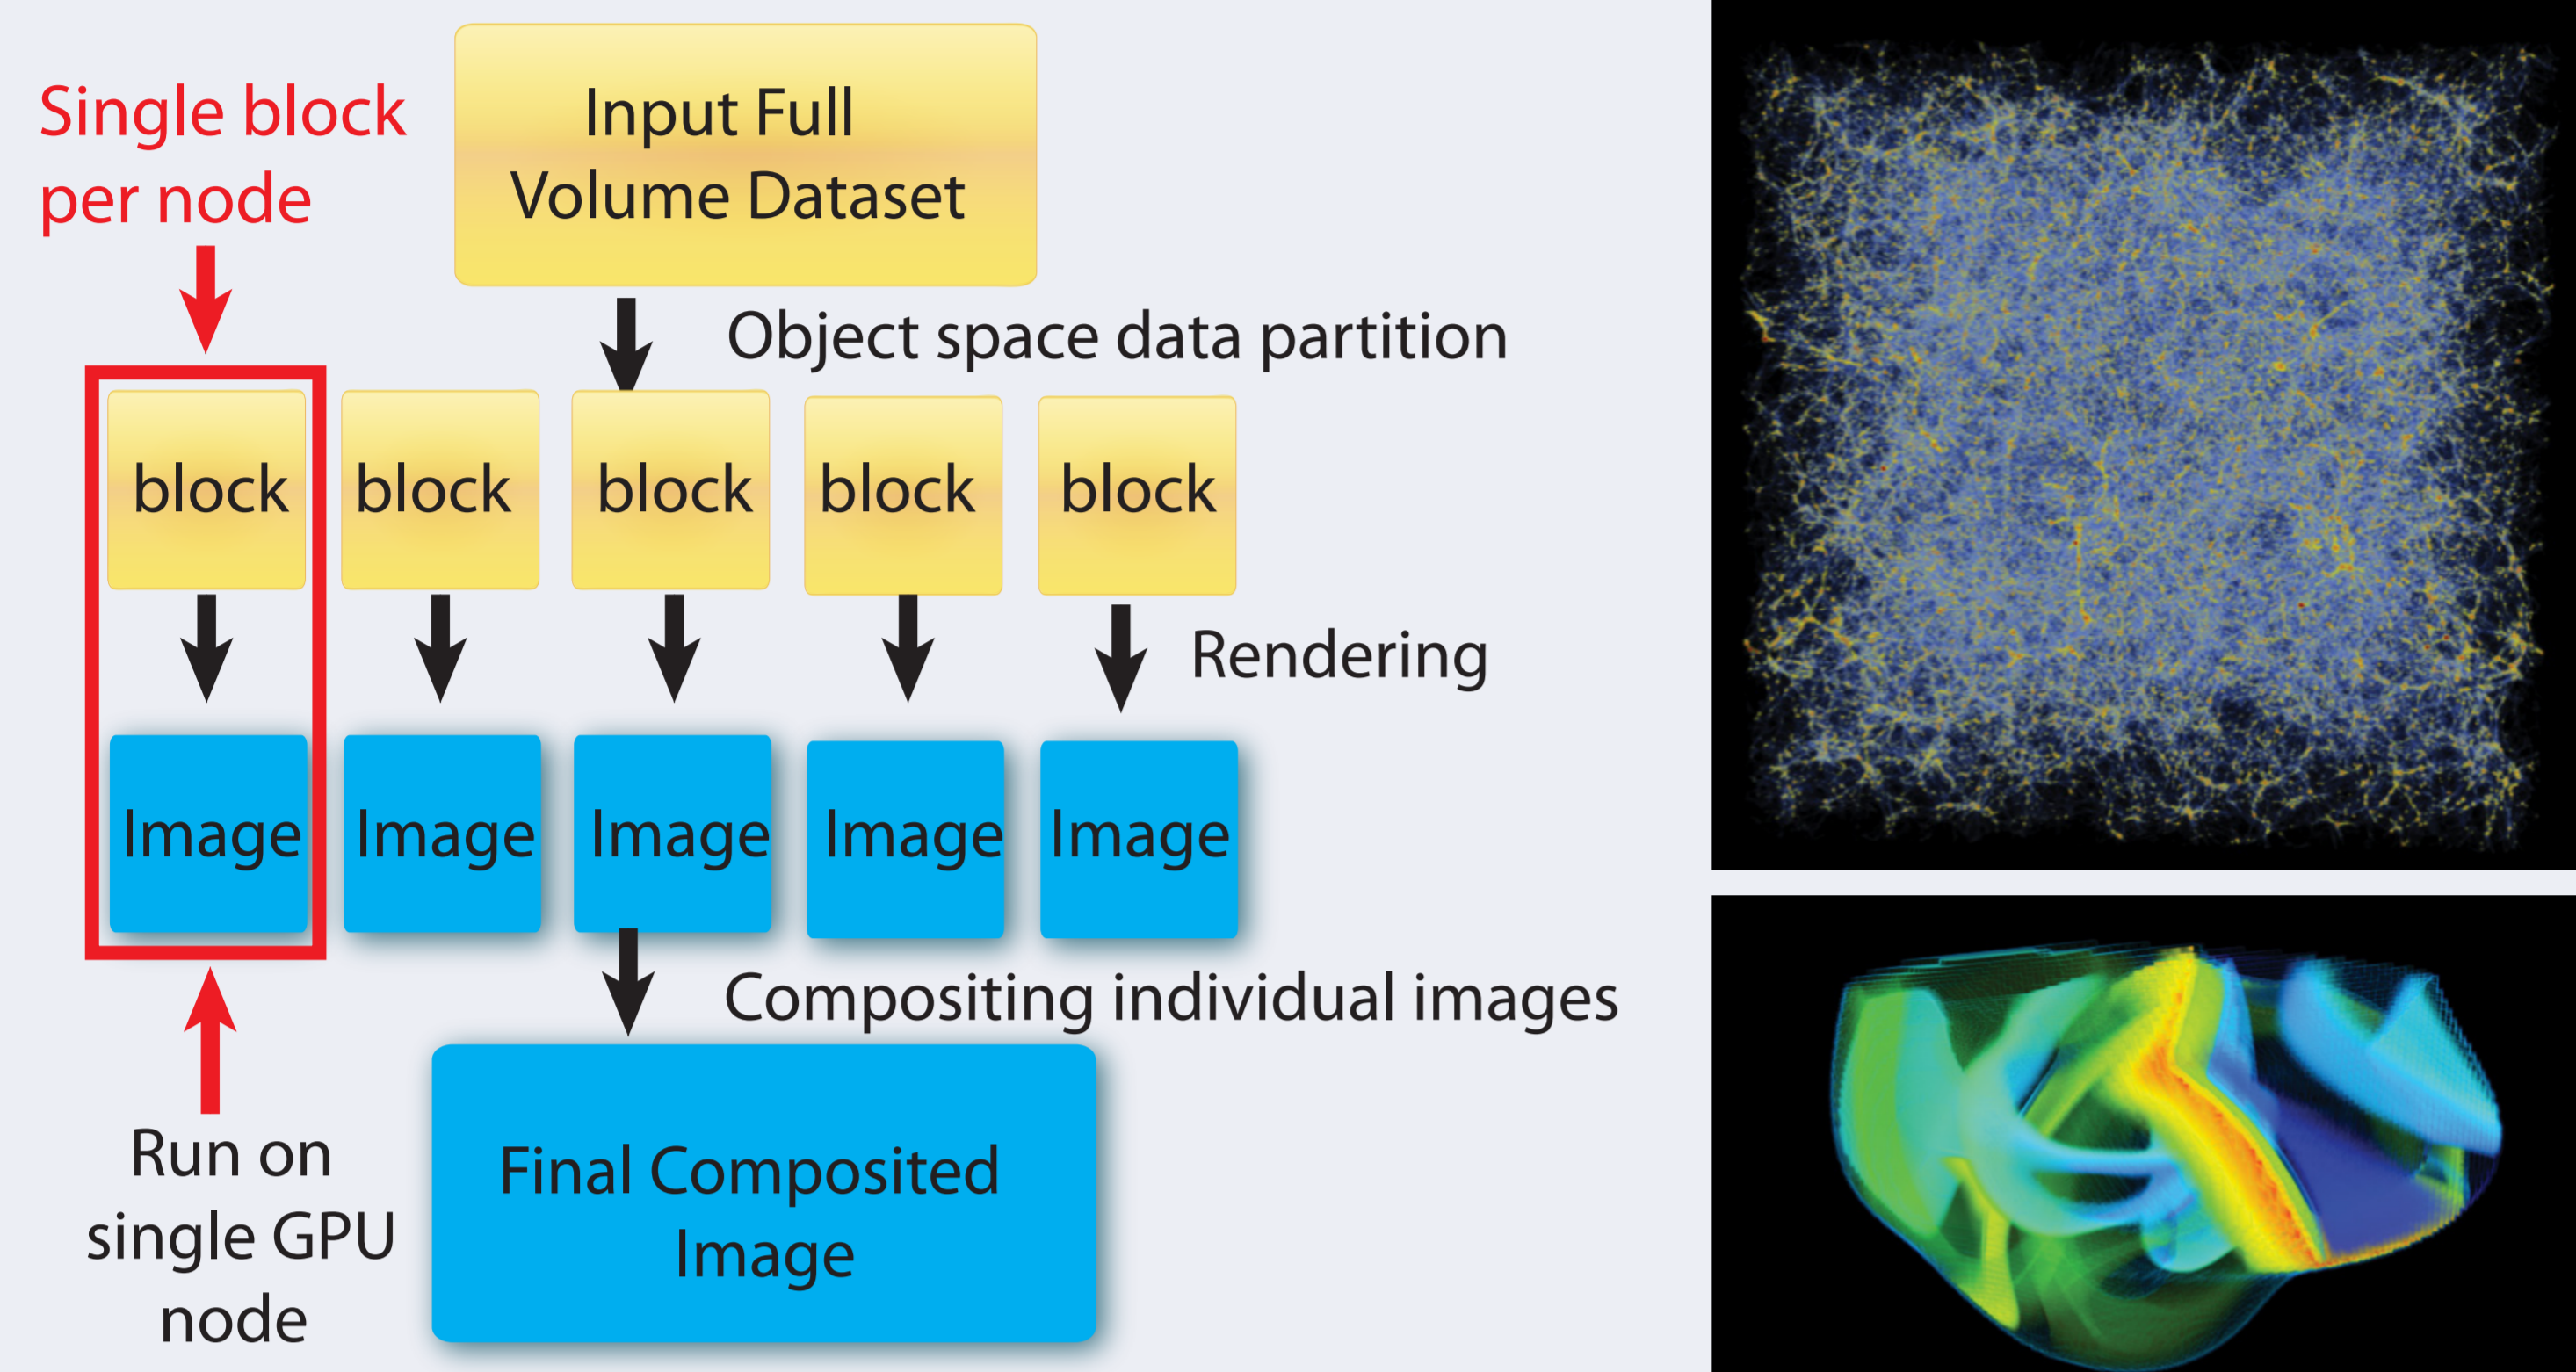 Single block
per node
Input Full
Volume Dataset
Object space data partition
block
block
block
block
block
Rendering
Image
Image
Image
Image
Image
Compositing individual images
Run on
single GPU
node
Final Composited
Image